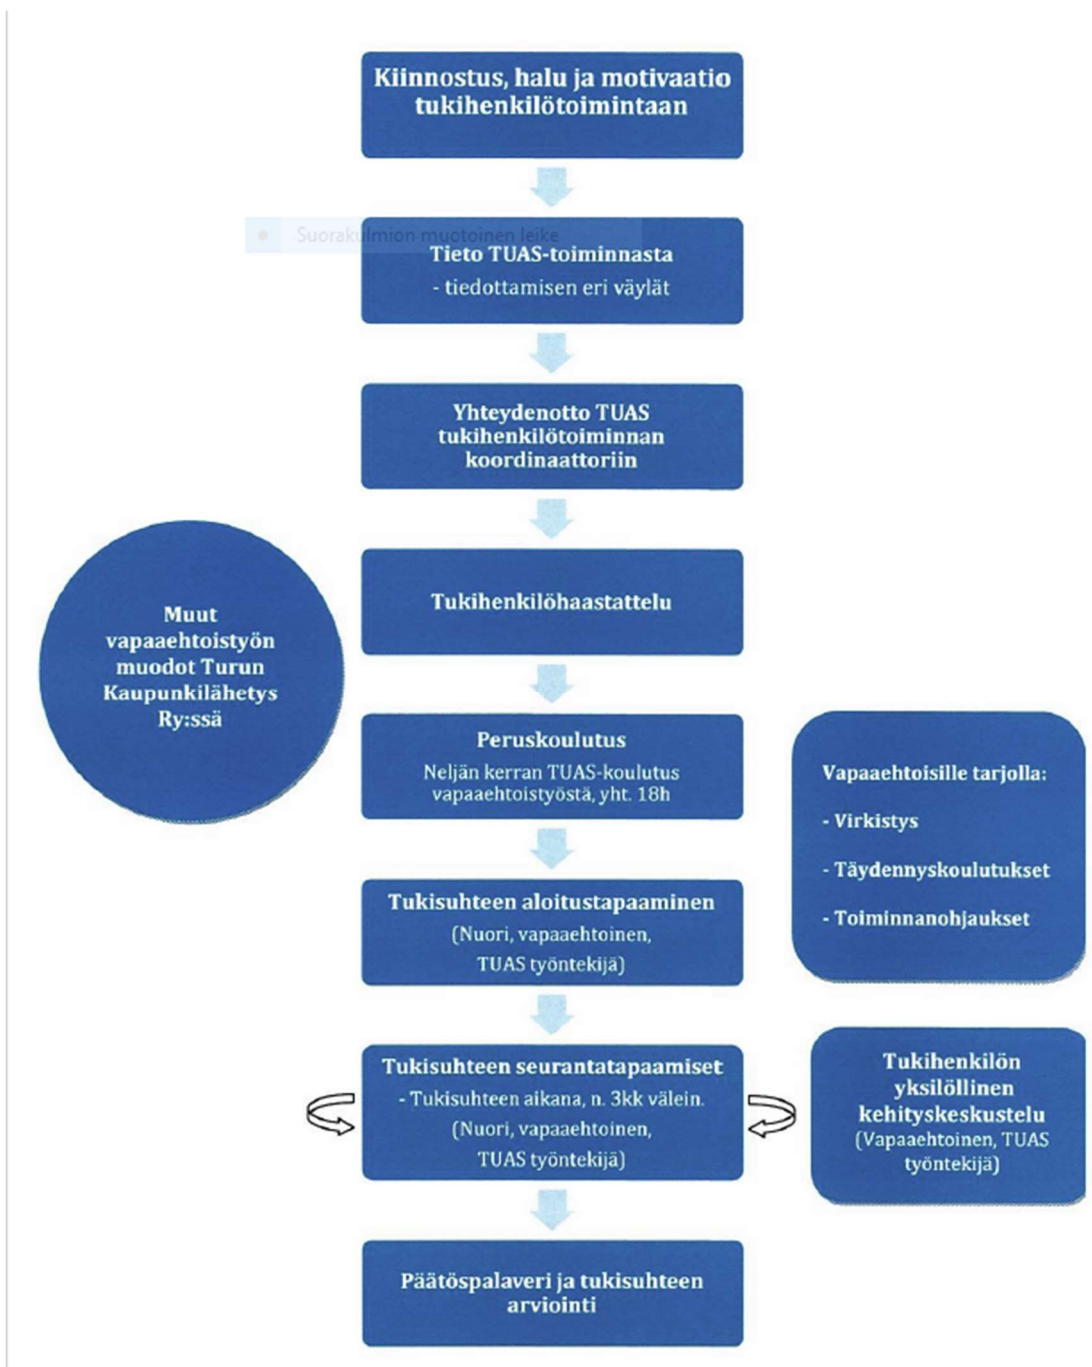 Kiinnostus, halu ja motivaatio
tukihenkilötoimintaan
Suorakulmion muotoinen leike
Tieto TUAS-toiminnasta
- tiedottamisen eri väylät
Yhteydenotto TUAS
tukihenkilötoiminnan
koordinaattoriin
Tukihenkilöhaastattelu
Muut
vapaaehtoistyön
muodot Turun
Kaupunkilähetys
Ry:ssä
Peruskoulutus
Neljän kerran TUAS-koulutus
vapaaehtoistyöstä, yht. 18h
Vapaaehtoisille tarjolla:
- Virkistys
- Täydennyskoulutukset
- Toiminnanohjaukset
Tukisuhteen aloitustapaaminen
(Nuori, vapaaehtoinen,
TUAS työntekijä)
Tukisuhteen seurantatapaamiset
- Tukisuhteen aikana, n. 3kk välein.
(Nuori, vapaaehtoinen,
TUAS työntekijä)
Tukihenkilön
yksilöllinen
kehityskeskustelu
(Vapaaehtoinen, TUAS
työntekijä)
Päätöspalaveri ja tukisuhteen
arviointi